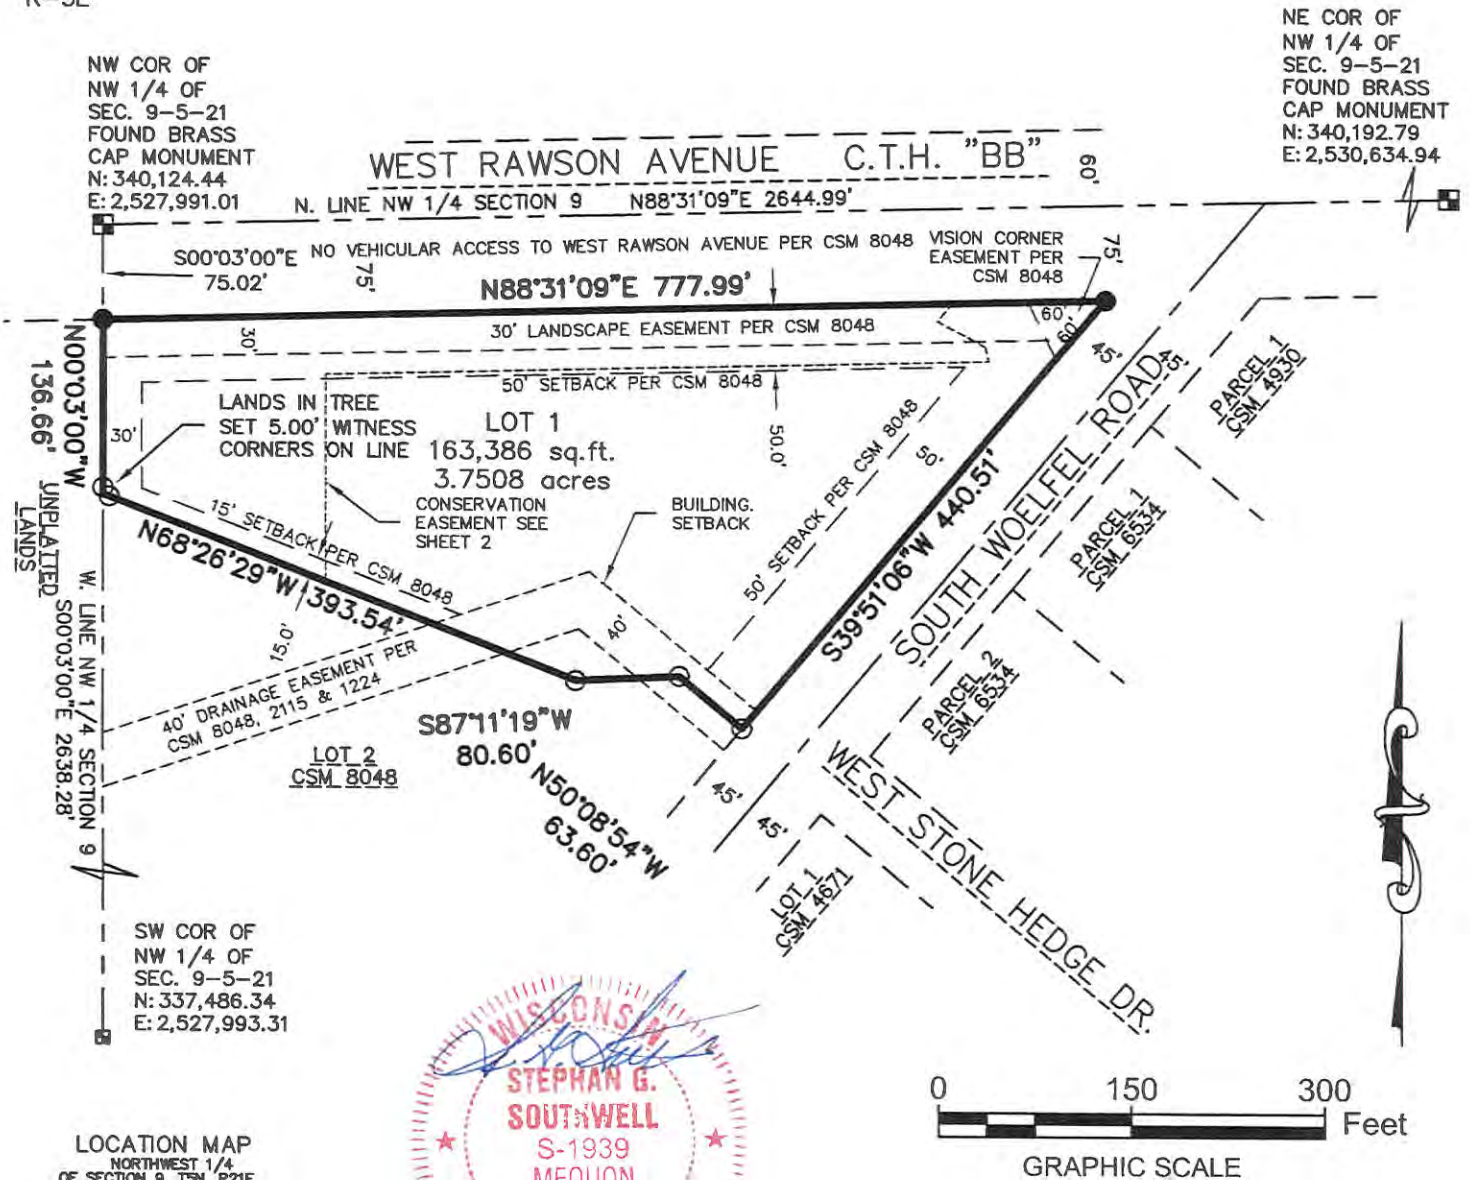 R-3E
NW COR OF
NW 1/4 OF
SEC. 9-5-21
FOUND BRASS
CAP MONUMENT
N: 340,124.44
E: 2,527,991.01
NE COR OF
NW 1/4 OF
SEC. 9-5-21
FOUND BRASS
CAP MONUMENT
N: 340,192.79
E: 2,530,634.94
WEST RAWSON AVENUE C.T.H. "BB"
60'
N. LINE NW 1/4 SECTION 9 N88°31'09"E 2644.99'
S00°03'00"E
75.02'
NO VEHICULAR ACCESS TO WEST RAWSON AVENUE PER CSM 8048
75'
VISION CORNER
EASEMENT PER
CSM 8048
75'
N88°31'09"E 777.99'
30' LANDSCAPE EASEMENT PER CSM 8048
30'
60'
60'
50' SETBACK PER CSM 8048
N00°03'00"W
136.66'
UNPLATTED
LANDS
30'
LANDS IN TREE
SET 5.00' WITNESS
CORNERS ON LINE
LOT 1
163,386 sq.ft.
3.7508 acres
50.0'
50'
50' SETBACK PER CSM 8048
CONSERVATION
EASEMENT SEE
SHEET 2
BUILDING.
SETBACK
15' SETBACK PER CSM 8048
N68°26'29"W 393.54'
15.0'
40'
40' DRAINAGE EASEMENT PER
CSM 8048, 2115 & 1224
S87°11'19"W
80.60'
N50°08'54"W
63.60'
LOT 2
CSM 8048
S39°51'06"W 440.51'
SOUTH WOELFEL ROAD
45'
45'
45'
45'
PARCEL 1
CSM 4930
PARCEL 1
CSM 6534
PARCEL 2
CSM 6534
WEST STONE HEDGE DR.
LOT 1
CSM 4671
W. LINE NW 1/4 SECTION 9
S00°03'00"E 2638.28'
SW COR OF
NW 1/4 OF
SEC. 9-5-21
N: 337,486.34
E: 2,527,993.31
WISCONSIN
STEPHAN G.
SOUTHWELL
S-1939
MEQUON
0 150 300
Feet
GRAPHIC SCALE
LOCATION MAP
NORTHWEST 1/4
OF SECTION 9, T5N, R21E